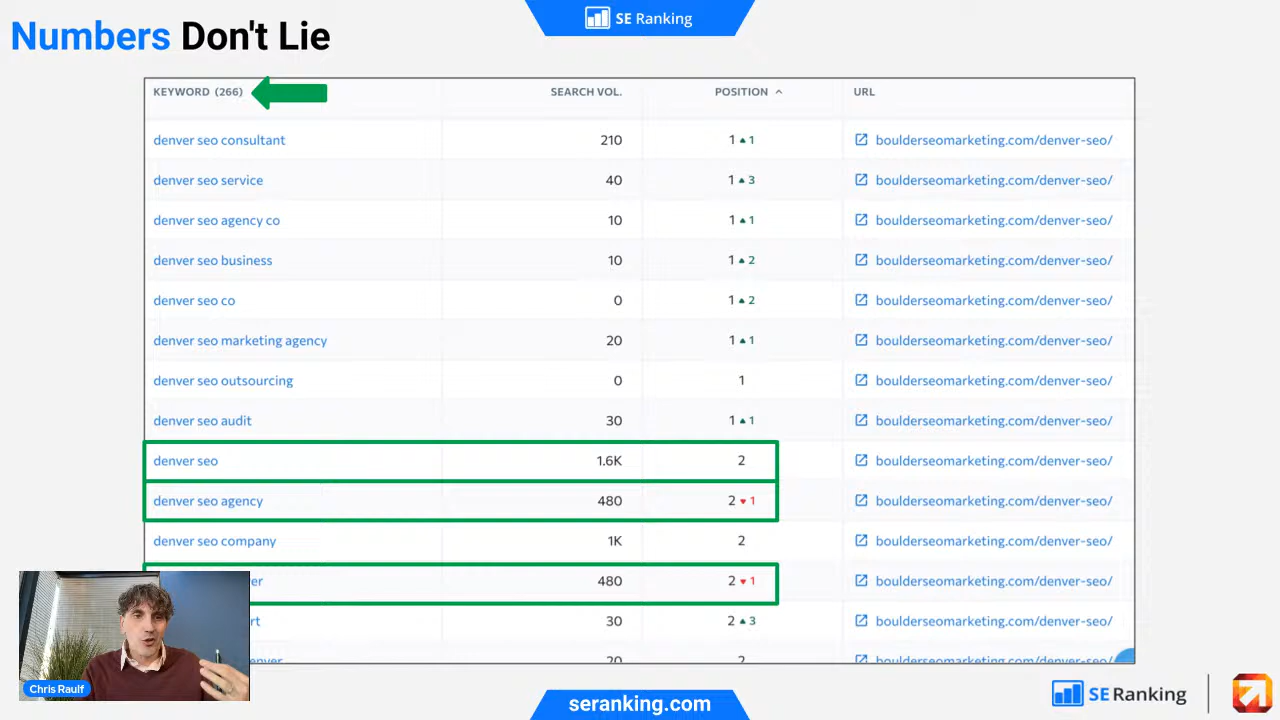 Numbers Don't Lie
SE Ranking
KEYWORD (266) SEARCH VOL. POSITION URL
denver seo consultant 210 1 ▲ 1 boulderseomarketing.com/denver-seo/
denver seo service 40 1 ▲ 3 boulderseomarketing.com/denver-seo/
denver seo agency co 10 1 ▲ 1 boulderseomarketing.com/denver-seo/
denver seo business 10 1 ▲ 2 boulderseomarketing.com/denver-seo/
denver seo co 0 1 ▲ 2 boulderseomarketing.com/denver-seo/
denver seo marketing agency 20 1 ▲ 1 boulderseomarketing.com/denver-seo/
denver seo outsourcing 0 1 boulderseomarketing.com/denver-seo/
denver seo audit 30 1 ▲ 1 boulderseomarketing.com/denver-seo/
denver seo 1.6K 2 boulderseomarketing.com/denver-seo/
denver seo agency 480 2 ▼ 1 boulderseomarketing.com/denver-seo/
denver seo company 1K 2 boulderseomarketing.com/denver-seo/
er 480 2 ▼ 1 boulderseomarketing.com/denver-seo/
rt 30 2 ▲ 3 boulderseomarketing.com/denver-seo/
20 2 boulderseomarketing.com/denver-seo/
Chris Raulf
seranking.com
SE Ranking